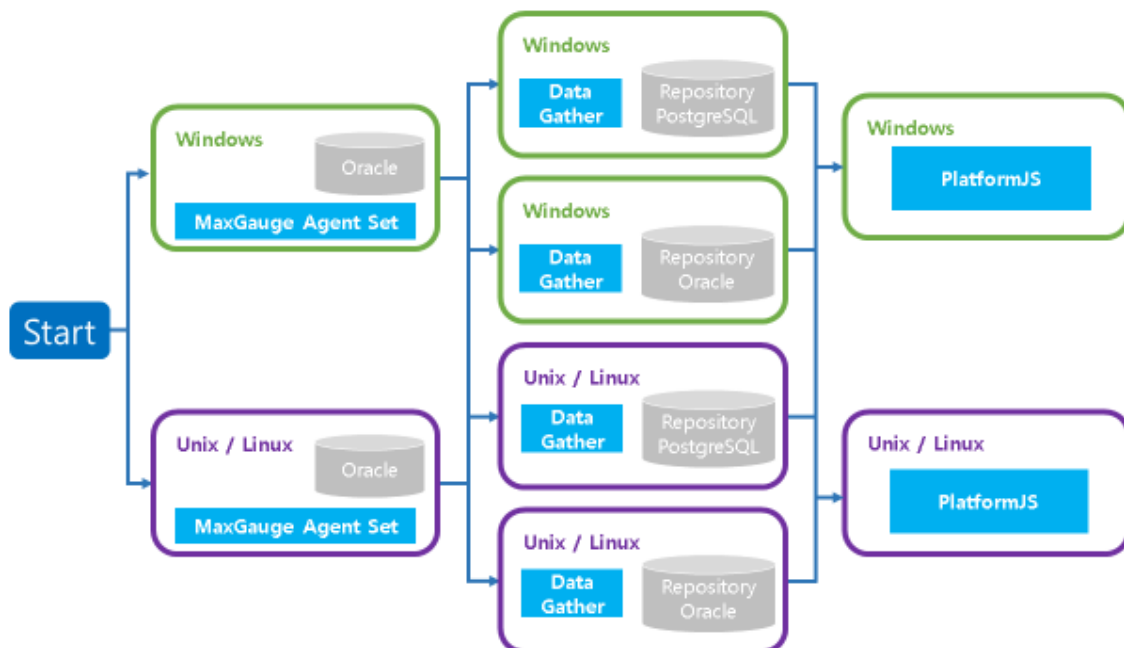 Start
Windows
Oracle
MaxGauge Agent Set
Unix / Linux
Oracle
MaxGauge Agent Set
Windows
Data
Gather
Repository
PostgreSQL
Windows
Data
Gather
Repository
Oracle
Unix / Linux
Data
Gather
Repository
PostgreSQL
Unix / Linux
Data
Gather
Repository
Oracle
Windows
PlatformJS
Unix / Linux
PlatformJS